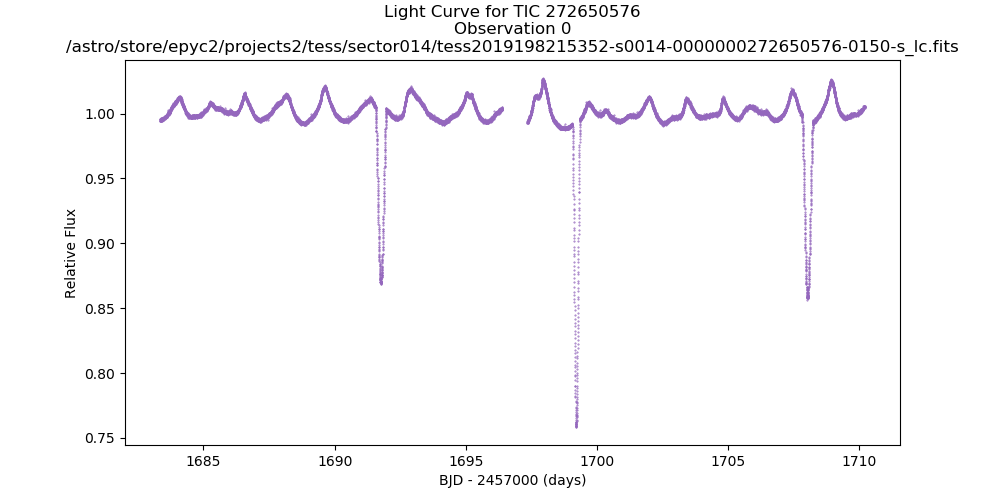 Light Curve for TIC 272650576
Observation 0
/astro/store/epyc2/projects2/tess/sector014/tess2019198215352-s0014-0000000272650576-0150-s_lc.fits
1.00
0.95
0.90
0.85
0.80
0.75
Relative Flux
1685
1690
1695
1700
1705
1710
BJD - 2457000 (days)